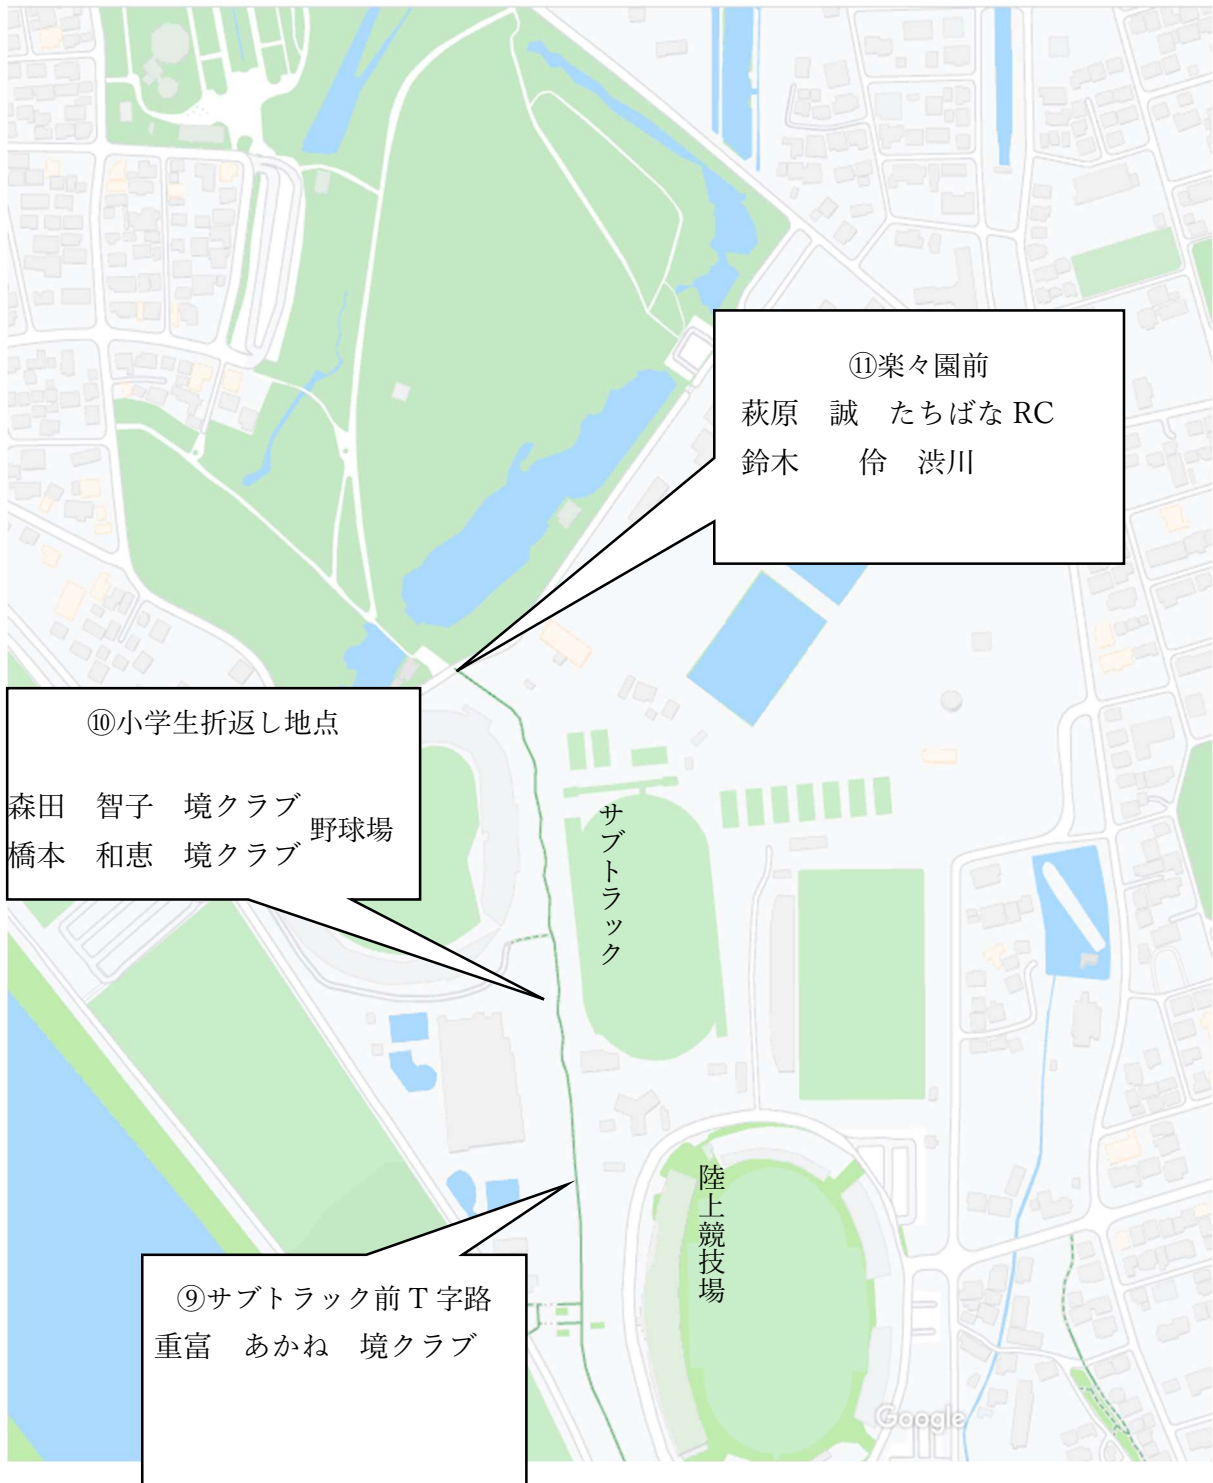 ⑪楽々園前
萩原　誠　たちばな RC
鈴木　　伶　渋川
⑩小学生折返し地点
森田　智子　境クラブ
橋本　和恵　境クラブ
野球場
サブトラック
陸上競技場
⑨サブトラック前 T 字路
重富　あかね　境クラブ
Google